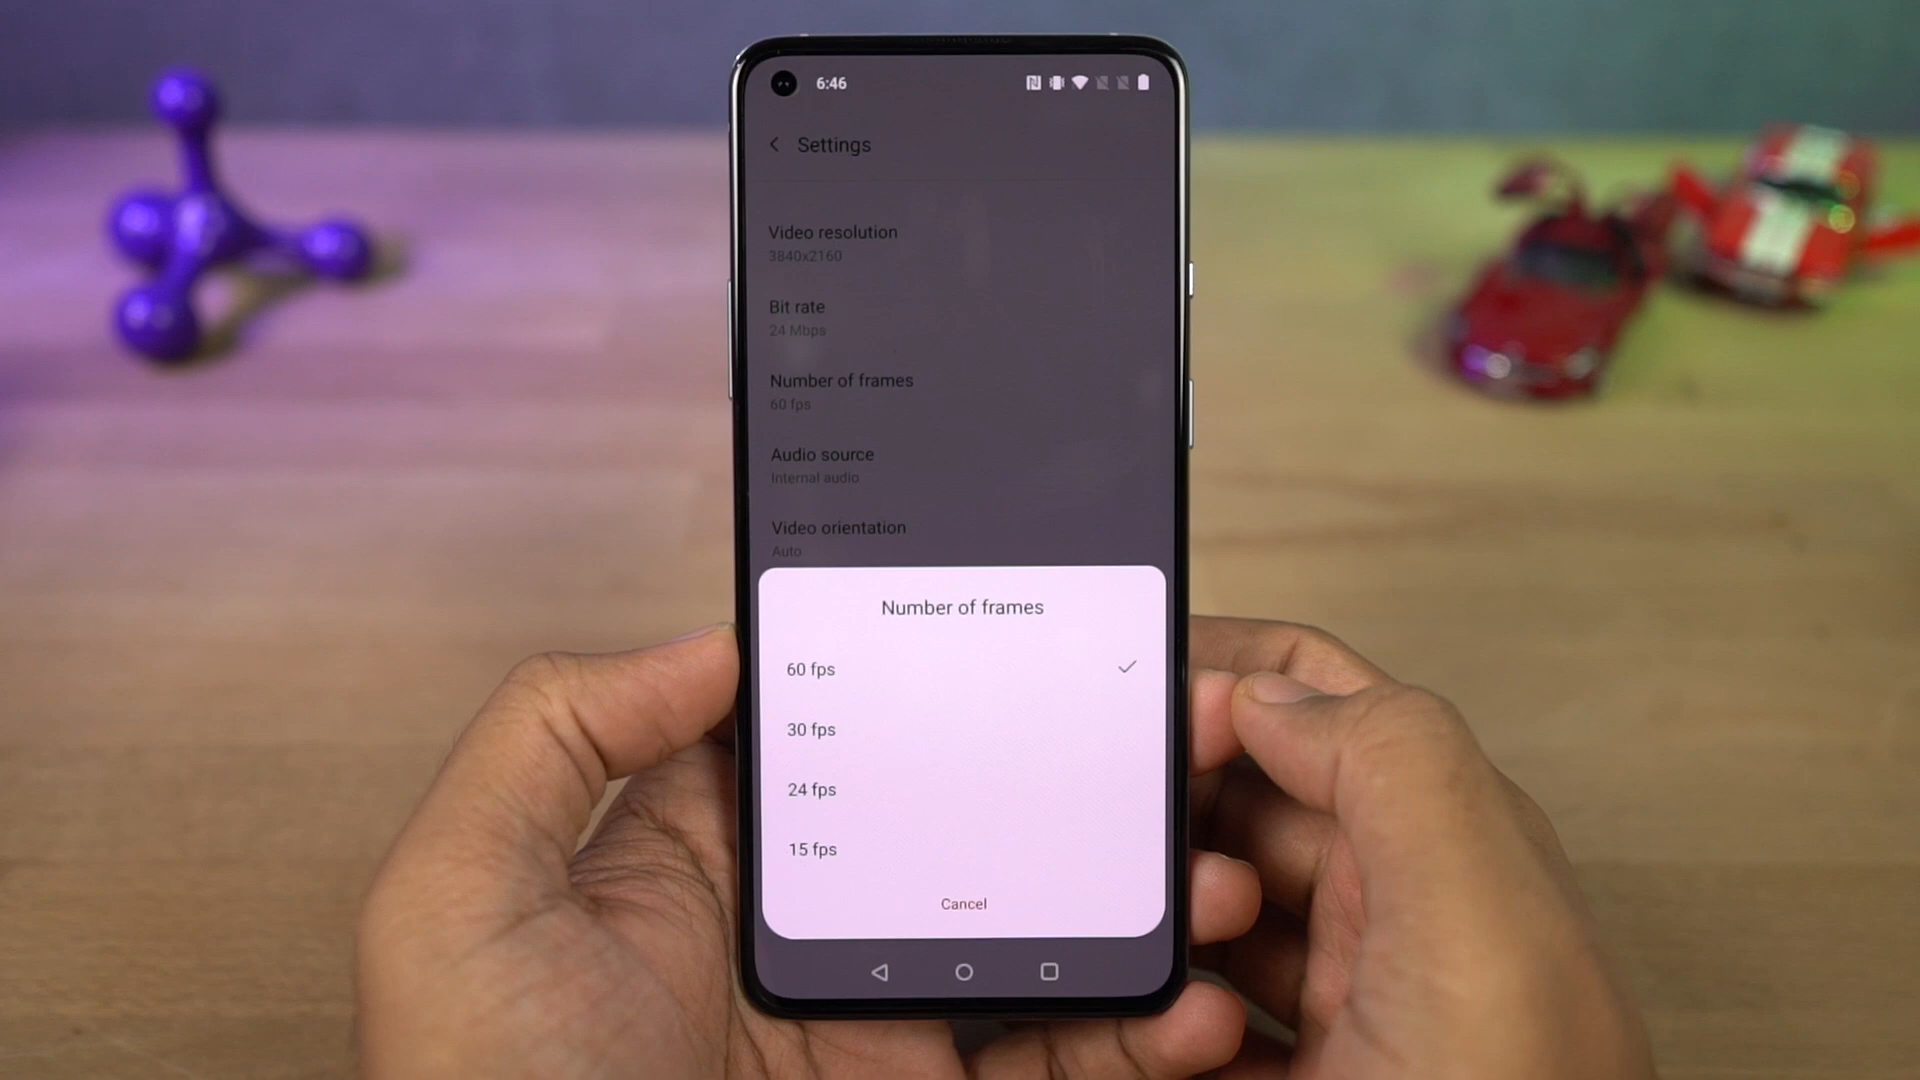 6:46
Settings
Video resolution
3840x2160
Bit rate
24 Mbps
Number of frames
60 fps
Audio source
Internal audio
Video orientation
Auto
Number of frames
60 fps
30 fps
24 fps
15 fps
Cancel